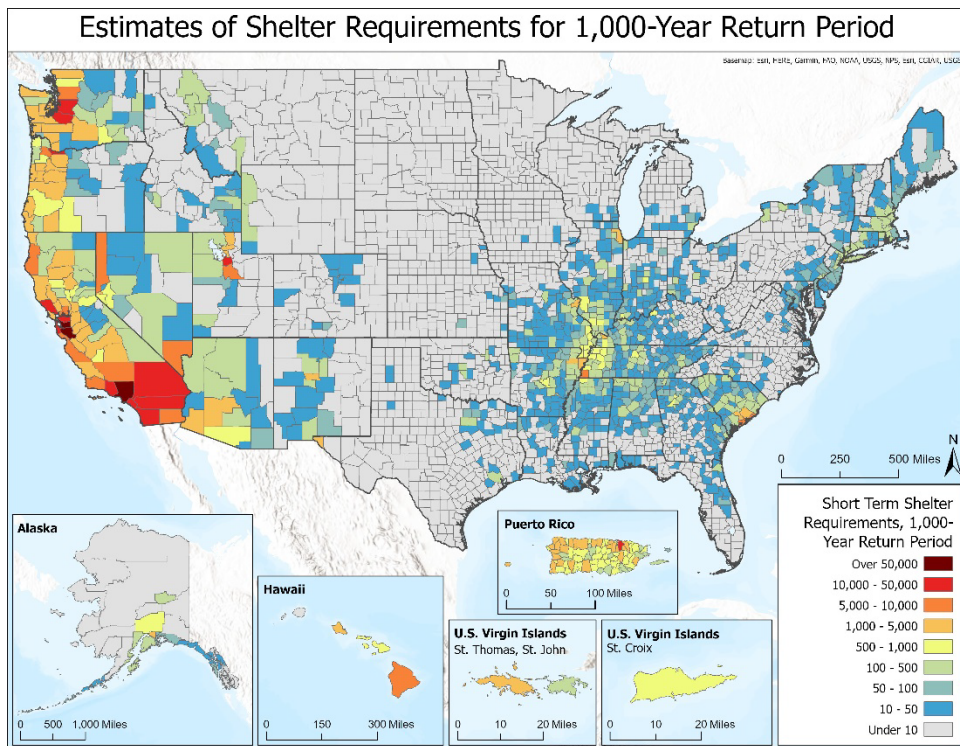 Estimates of Shelter Requirements for 1,000-Year Return Period
Basemap: Esri, HERE, Garmin, FAO, NOAA, USGS, NPS, Esri, CGIAR, USGS
N
0 250 500 Miles
Alaska
0 500 1,000 Miles
Hawaii
0 150 300 Miles
Puerto Rico
0 50 100 Miles
U.S. Virgin Islands
St. Thomas, St. John
0 10 20 Miles
U.S. Virgin Islands
St. Croix
0 10 20 Miles
Short Term Shelter
Requirements, 1,000-
Year Return Period
Over 50,000
10,000 - 50,000
5,000 - 10,000
1,000 - 5,000
500 - 1,000
100 - 500
50 - 100
10 - 50
Under 10